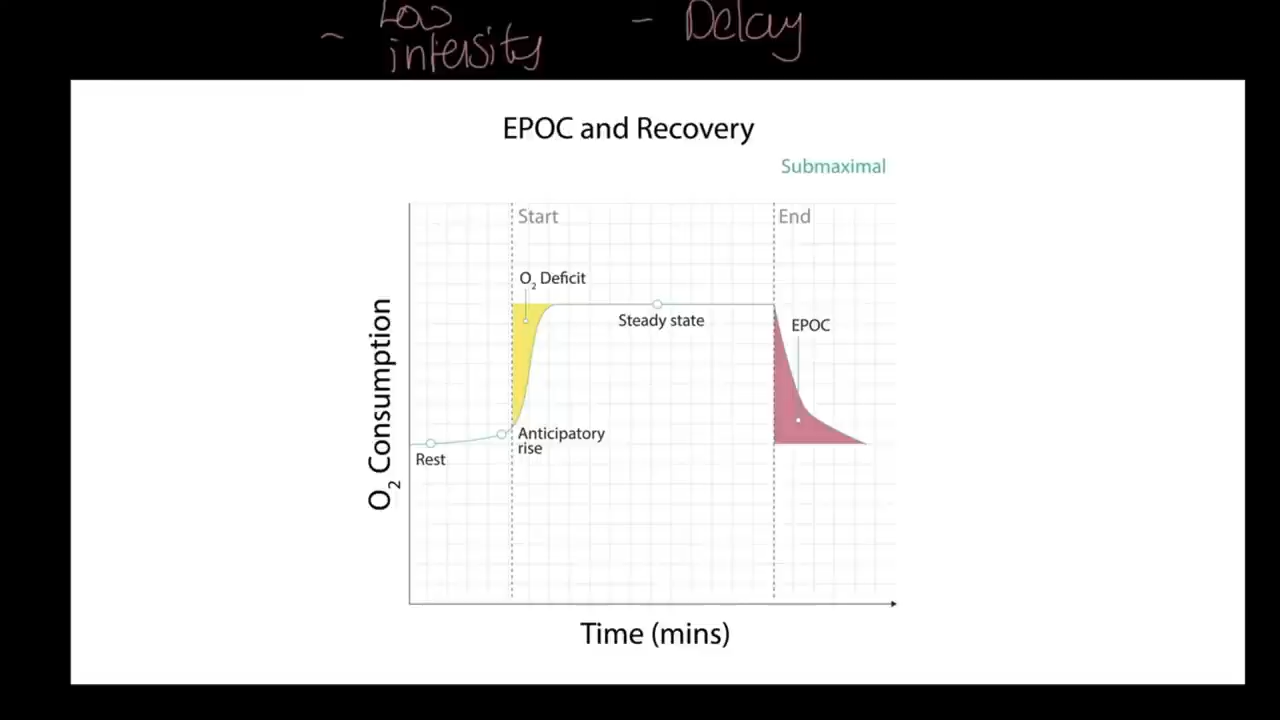 Low
- intensity - Delay
EPOC and Recovery
Submaximal
Start
End
O2 Deficit
Steady state
EPOC
Anticipatory
rise
Rest
O2 Consumption
Time (mins)